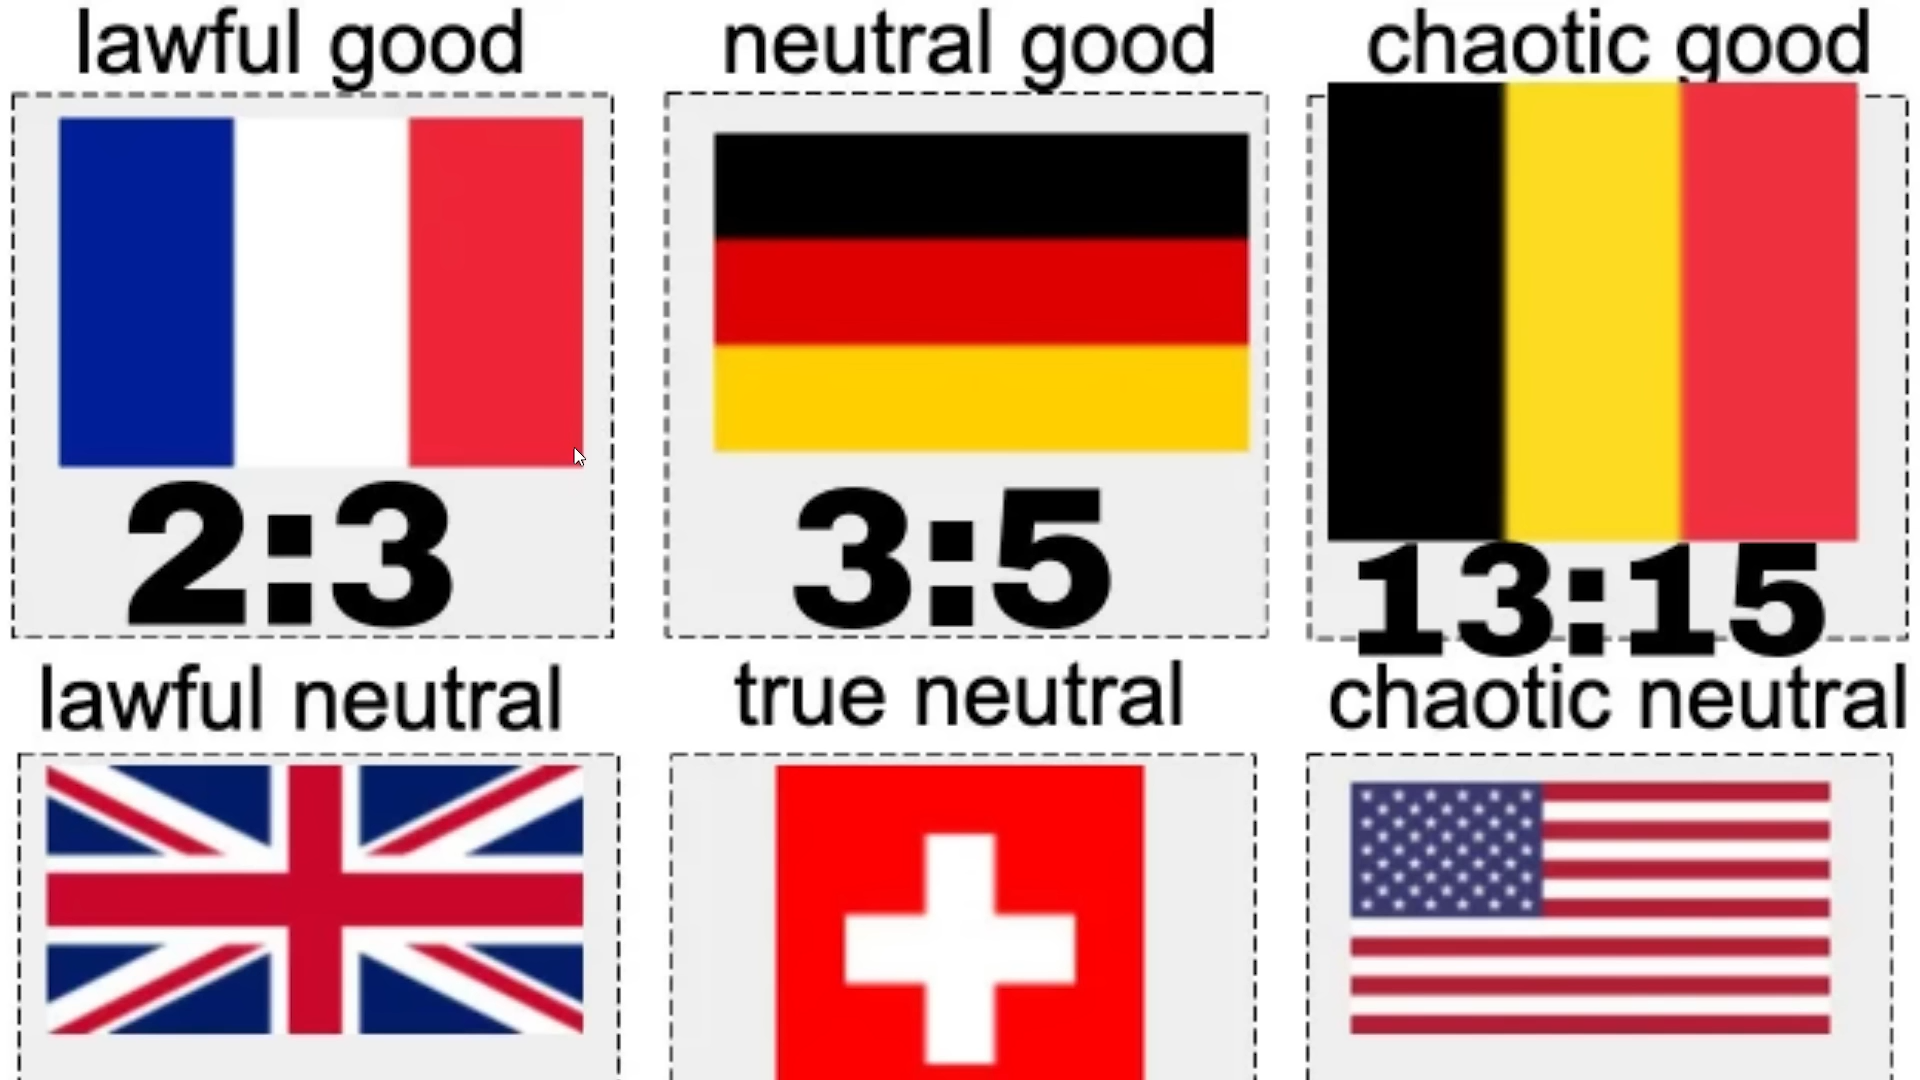 lawful good
neutral good
chaotic good
2:3
3:5
13:15
lawful neutral
true neutral
chaotic neutral